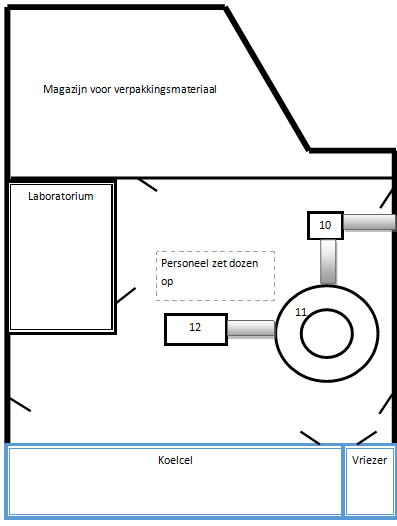 Magazijn voor verpakkingsmateriaal
Laboratorium
10
Personeel zet dozen
op
11
12
Koelcel
Vriezer